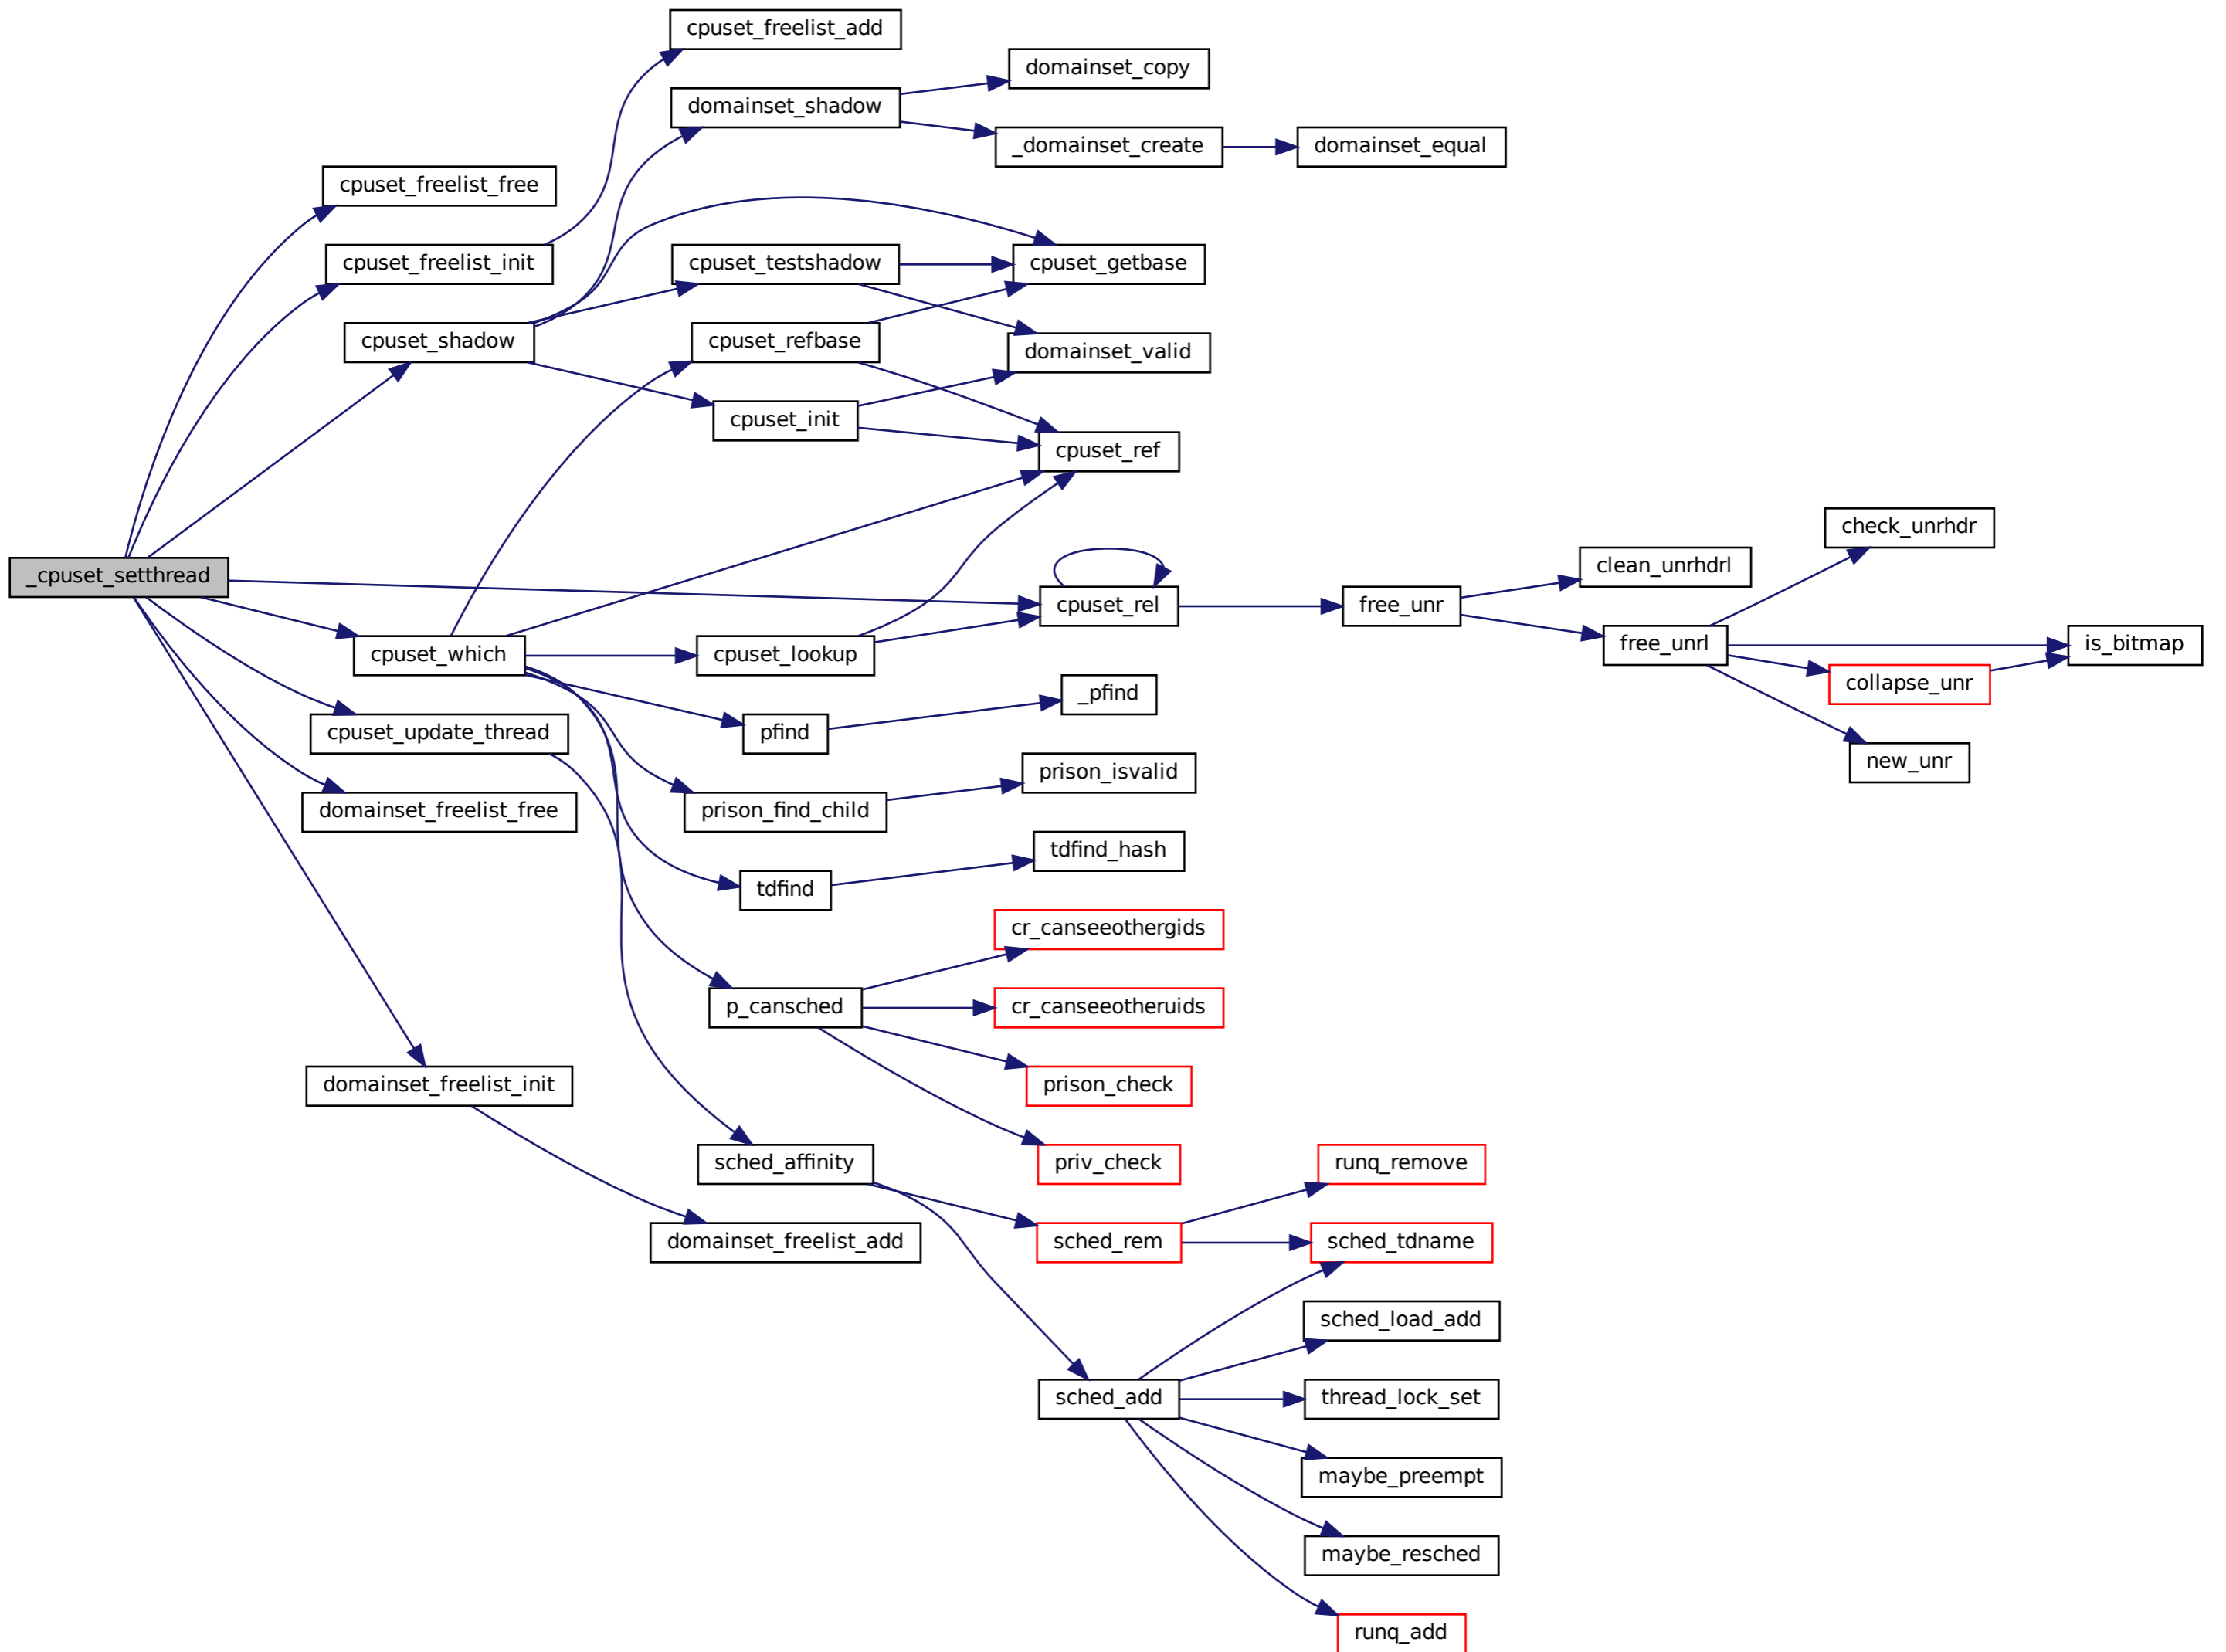 cpuset_freelist_add
domainset_copy
domainset_shadow
_domainset_create
domainset_equal
cpuset_freelist_free
cpuset_freelist_init
cpuset_testshadow
cpuset_getbase
cpuset_shadow
cpuset_refbase
domainset_valid
cpuset_init
cpuset_ref
check_unrhdr
clean_unrhdrl
_cpuset_setthread
cpuset_rel
free_unr
free_unrl
is_bitmap
cpuset_which
cpuset_lookup
collapse_unr
_pfind
cpuset_update_thread
pfind
new_unr
prison_isvalid
domainset_freelist_free
prison_find_child
tdfind_hash
tdfind
cr_canseeothergids
p_cansched
cr_canseeotheruids
domainset_freelist_init
prison_check
sched_affinity
priv_check
runq_remove
domainset_freelist_add
sched_rem
sched_tdname
sched_load_add
sched_add
thread_lock_set
maybe_preempt
maybe_resched
runq_add